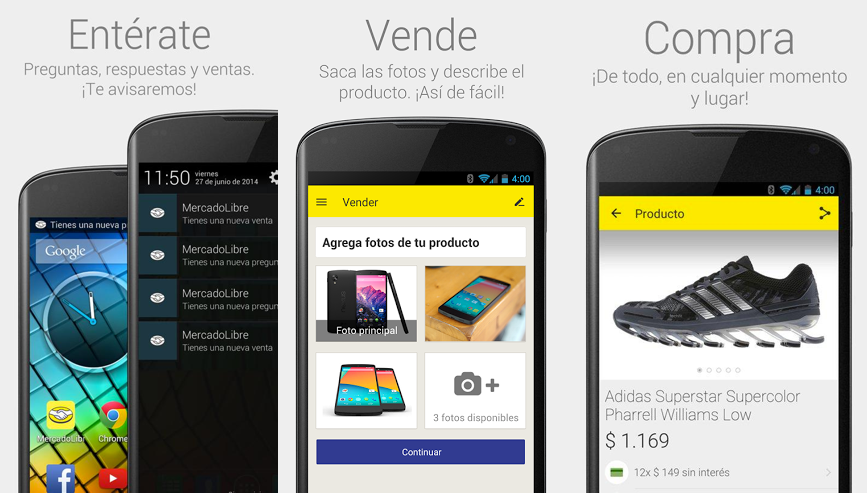 Entérate
Preguntas, respuestas y ventas.
¡Te avisaremos!
Tienes una nueva p
Google
MercadoLibr
Chrome
11:50
viernes
27 de junio de 2014
MercadoLibre
Tienes una nueva venta
MercadoLibre
Tienes una nueva pregun
MercadoLibre
Tienes una nueva pregun
MercadoLibre
Tienes una nueva venta
Vende
Saca las fotos y describe el
producto. ¡Así de fácil!
4:00
Vender
Agrega fotos de tu producto
Foto principal
3 fotos disponibles
Continuar
Compra
¡De todo, en cualquier momento
y lugar!
4:00
Producto
Adidas Superstar Supercolor
Pharrell Williams Low
$ 1.169
12x $ 149 sin interés